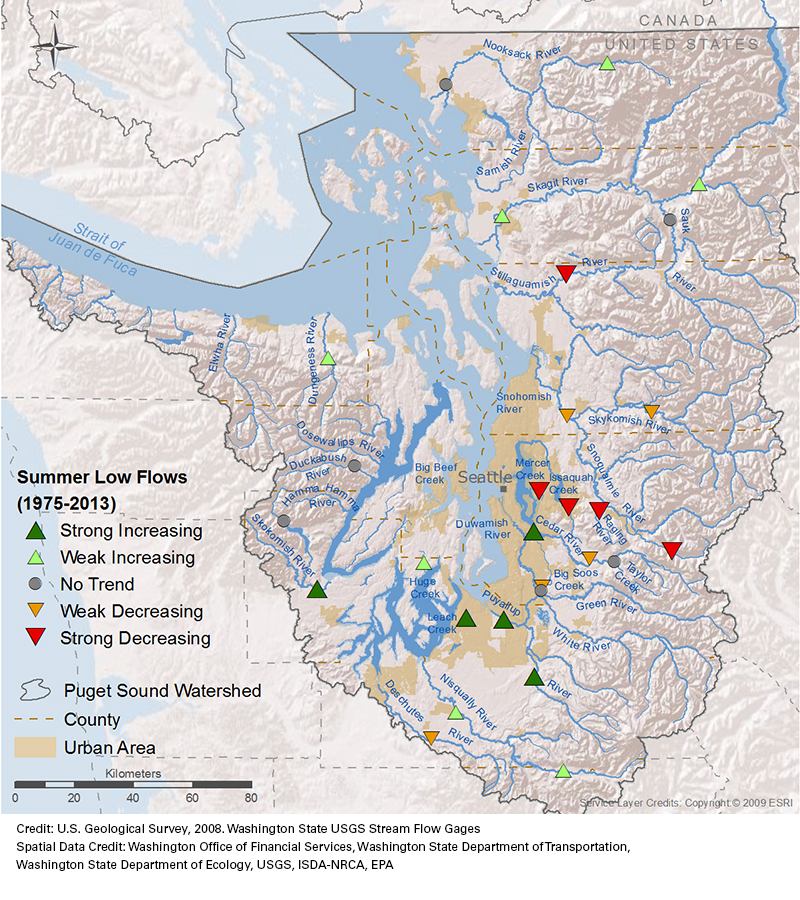 N
CANADA
UNITED STATES
Nooksack River
Samish River
Skagit River
Sauk
River
Strait of
Juan de Fuca
Stillaguamish
River
Elwha River
Dungeness River
Snohomish
River
Skykomish River
Dosewallips River
Duckabush
River
Hamma Hamma
River
Skokomish River
Big Beef
Creek
Seattle
Mercer
Creek
Issaquah
Creek
Snoqualmie River
Raging
River
Duwamish
River
Cedar River
Taylor
Creek
Big Soos
Creek
Green River
Huge
Creek
Leach
Creek
Puyallup
White River
River
Nisqually River
Deschutes
River
Summer Low Flows
(1975-2013)
Strong Increasing
Weak Increasing
No Trend
Weak Decreasing
Strong Decreasing
Puget Sound Watershed
County
Urban Area
Kilometers
0 20 40 60 80
Service Layer Credits: Copyright:© 2009 ESRI
Credit: U.S. Geological Survey, 2008. Washington State USGS Stream Flow Gages
Spatial Data Credit: Washington Office of Financial Services, Washington State Department of Transportation,
Washington State Department of Ecology, USGS, ISDA-NRCA, EPA